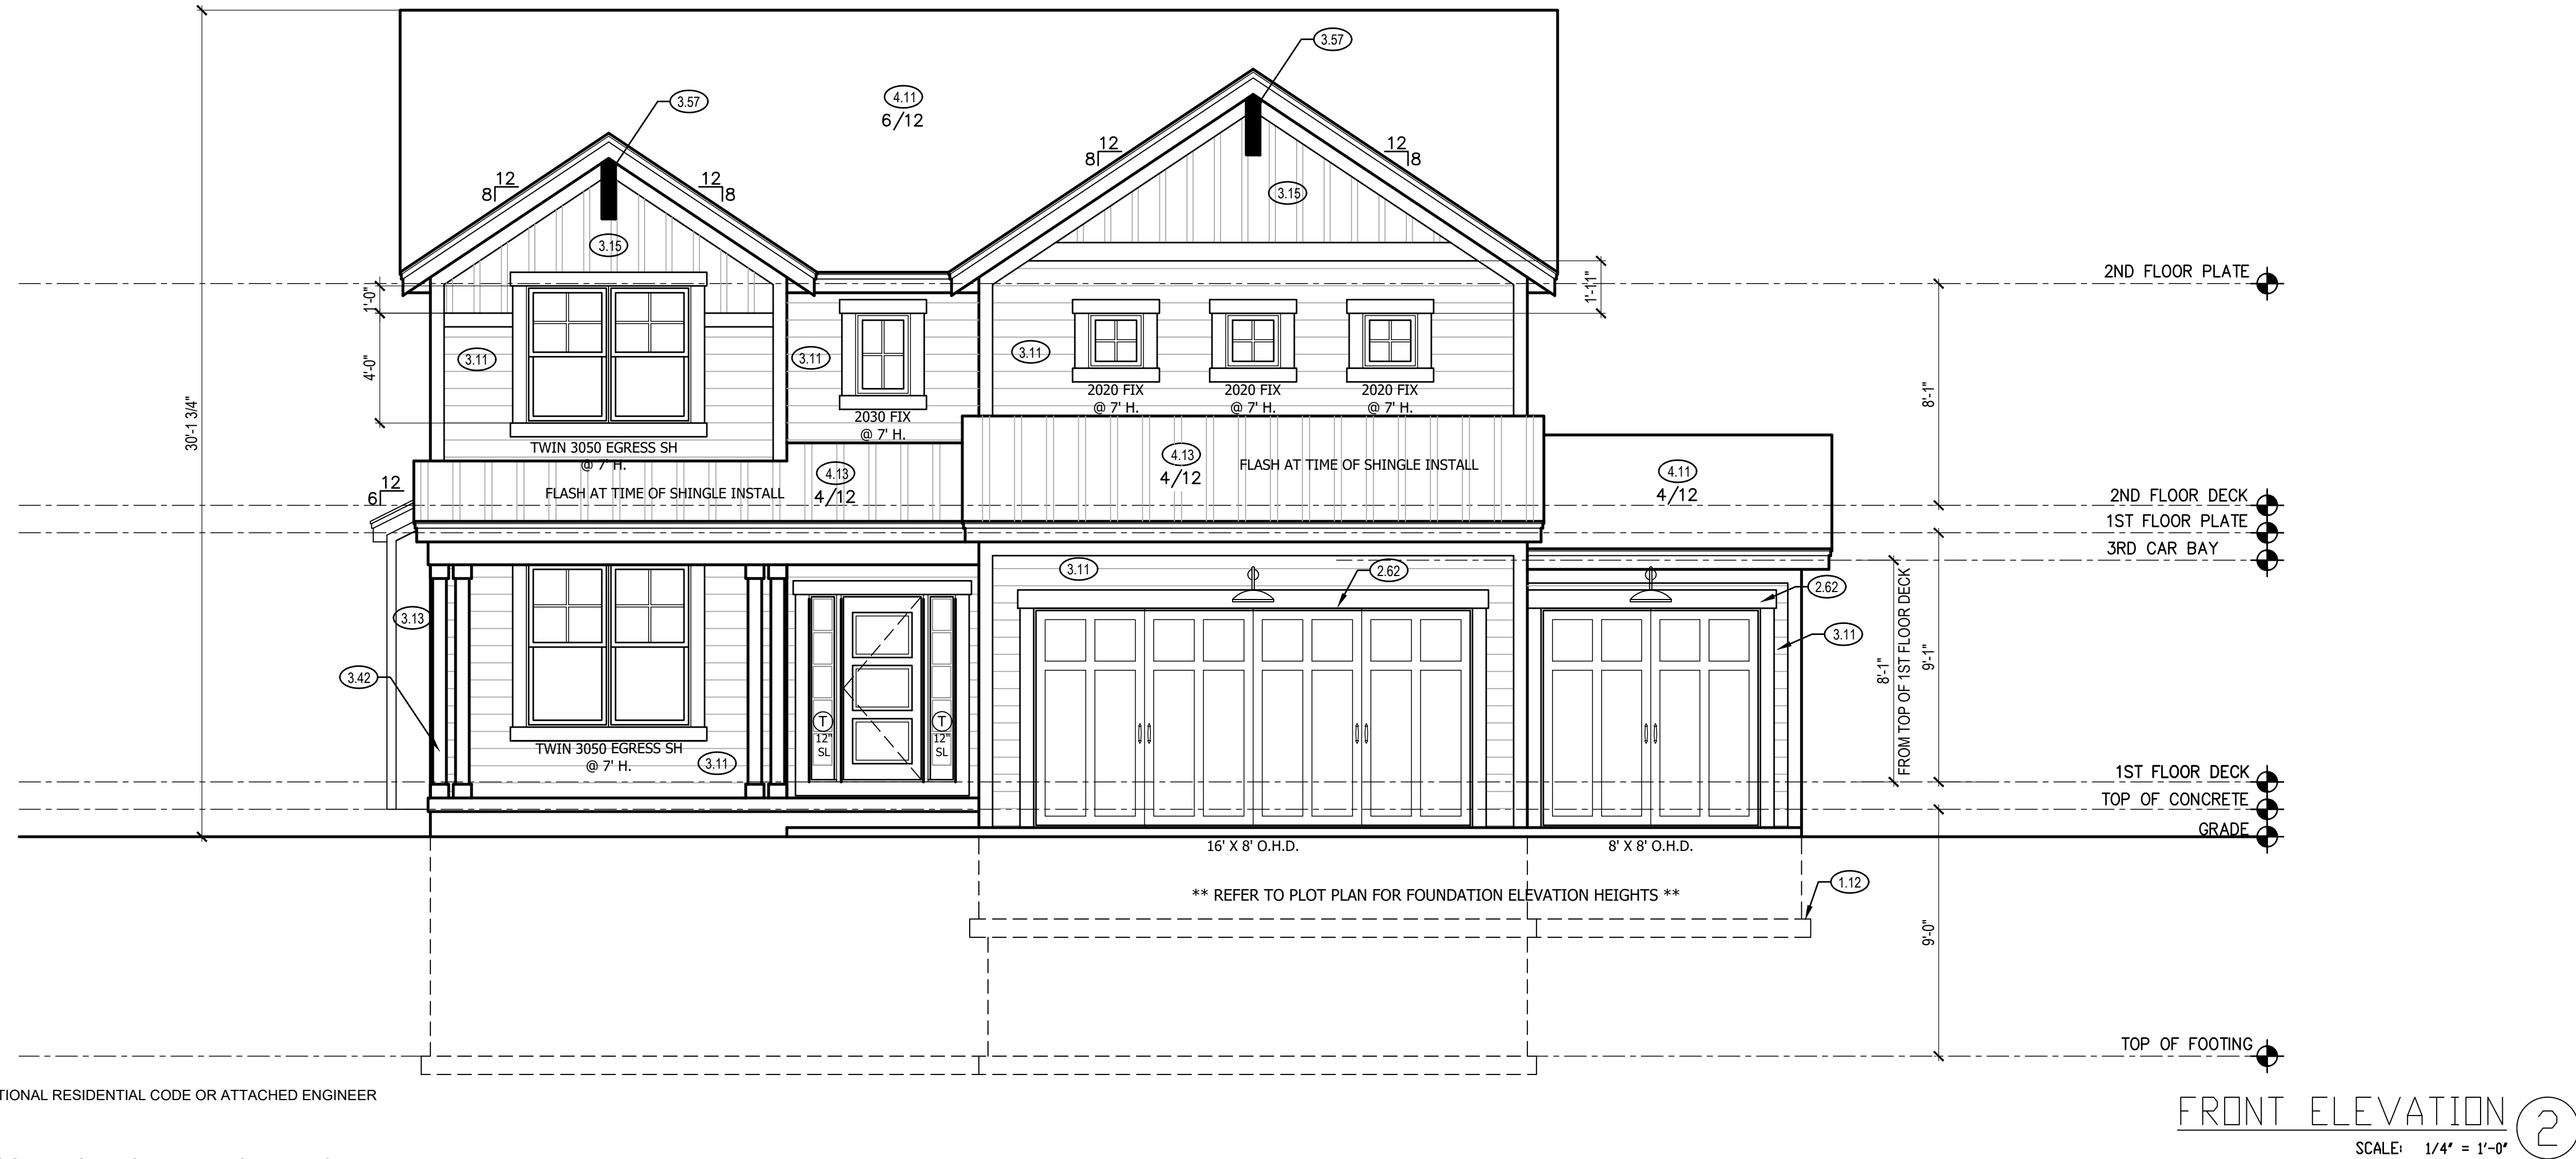 3.57
3.57
4.11
6/12
12
8
12
8
12
8
12
8
3.15
3.15
2ND FLOOR PLATE
1'-0"
1'-1"
3.11
3.11
3.11
4'-0"
8'-1"
30'-1 3/4"
2020 FIX
@ 7' H.
2020 FIX
@ 7' H.
2020 FIX
@ 7' H.
2030 FIX
@ 7' H.
TWIN 3050 EGRESS SH
@ 7' H.
4.13
4/12
FLASH AT TIME OF SHINGLE INSTALL
4.13
4/12
FLASH AT TIME OF SHINGLE INSTALL
4.11
4/12
12
6
2ND FLOOR DECK
1ST FLOOR PLATE
3RD CAR BAY
3.11
2.62
2.62
3.13
3.11
8'-1"
FROM TOP OF 1ST FLOOR DECK
9'-1"
3.42
T
12"
SL
T
12"
SL
TWIN 3050 EGRESS SH
@ 7' H.
3.11
1ST FLOOR DECK
TOP OF CONCRETE
GRADE
16' X 8' O.H.D.
8' X 8' O.H.D.
** REFER TO PLOT PLAN FOR FOUNDATION ELEVATION HEIGHTS **
1.12
9'-0"
TOP OF FOOTING
TIONAL RESIDENTIAL CODE OR ATTACHED ENGINEER
FRONT ELEVATION
2
SCALE: 1/4" = 1'-0"